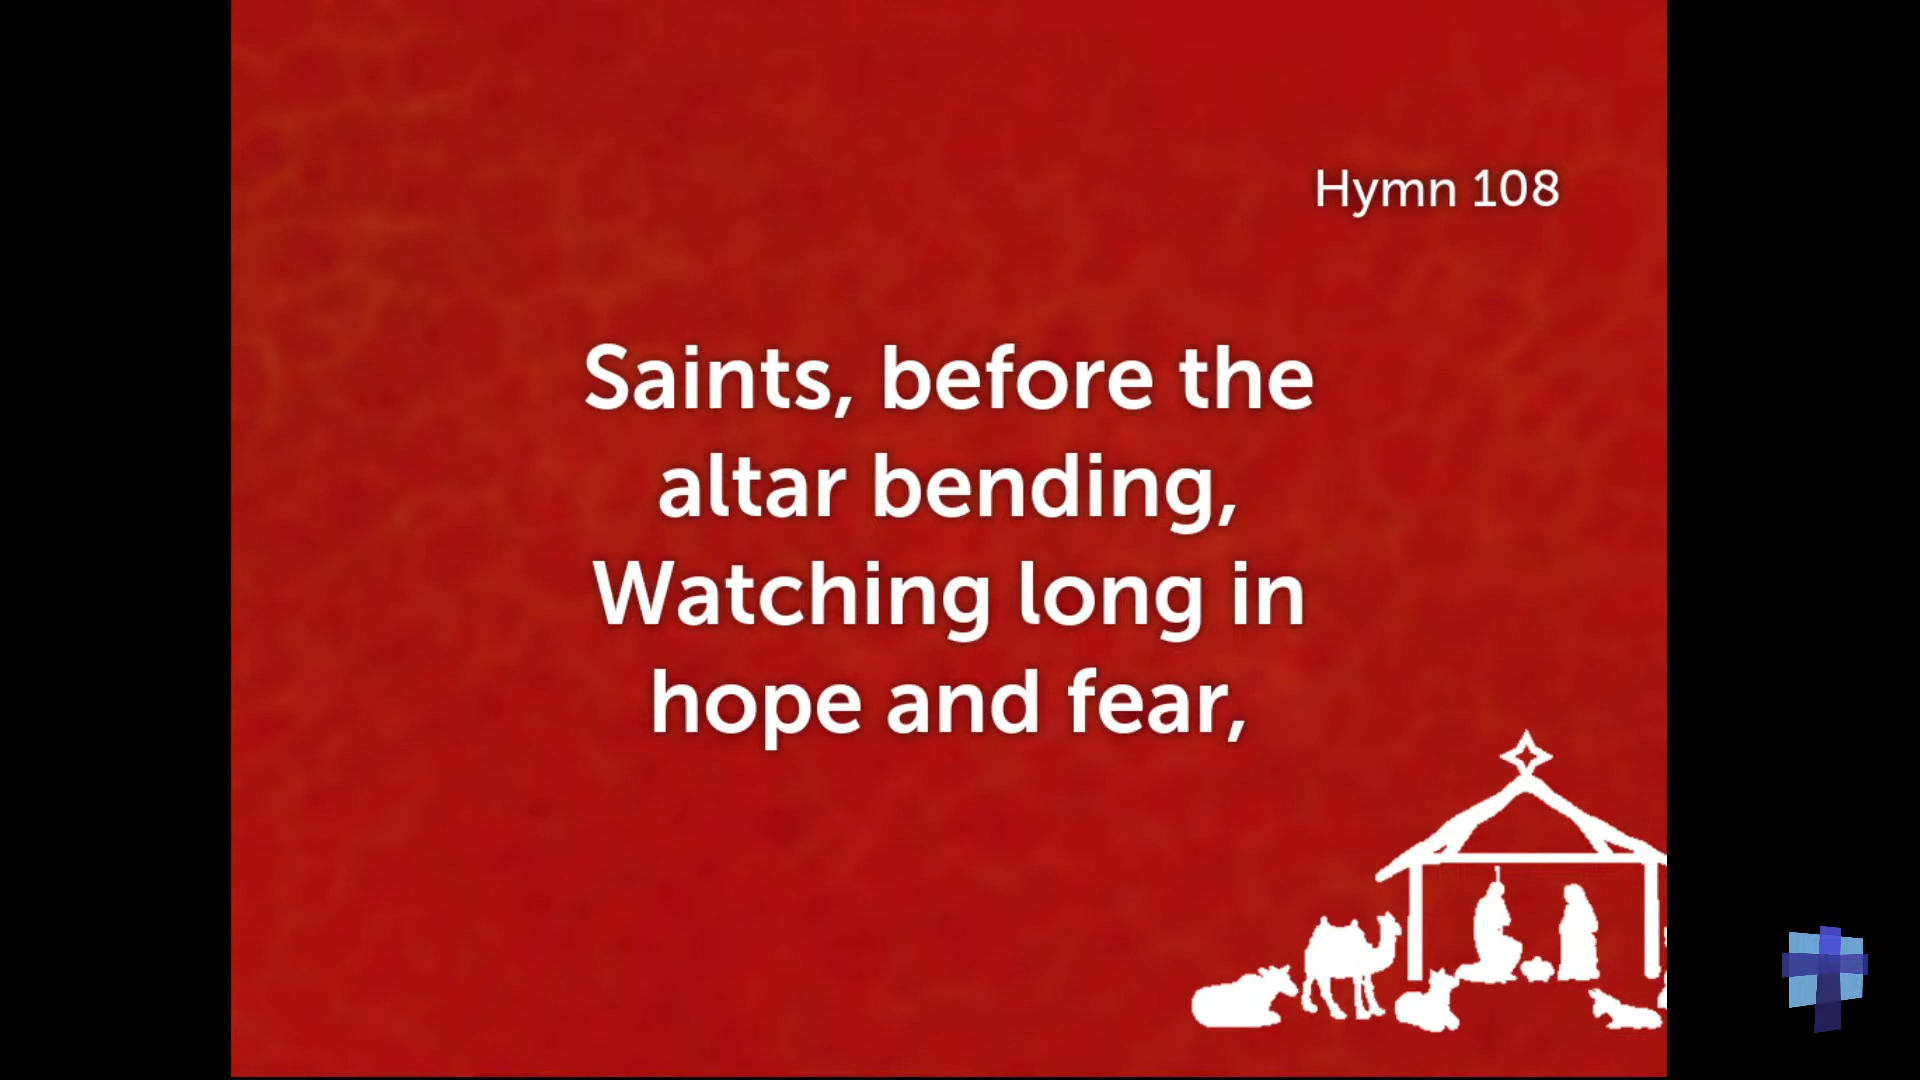 Hymn 108
Saints, before the
altar bending,
Watching long in
hope and fear,